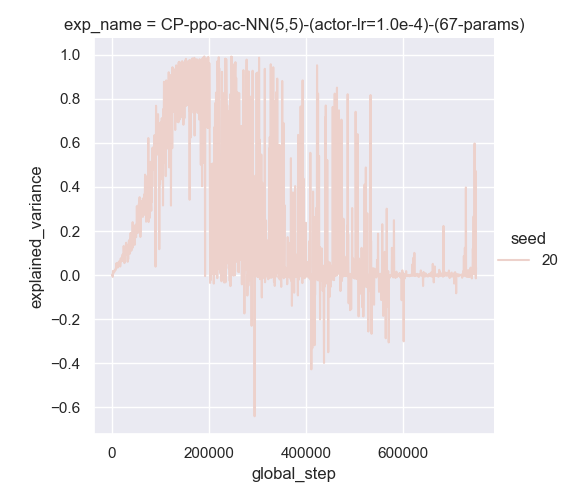 exp_name = CP-ppo-ac-NN(5,5)-(actor-lr=1.0e-4)-(67-params)
1.0
0.8
0.6
0.4
0.2
0.0
−0.2
−0.4
−0.6
explained_variance
seed
20
0 200000 400000 600000
global_step